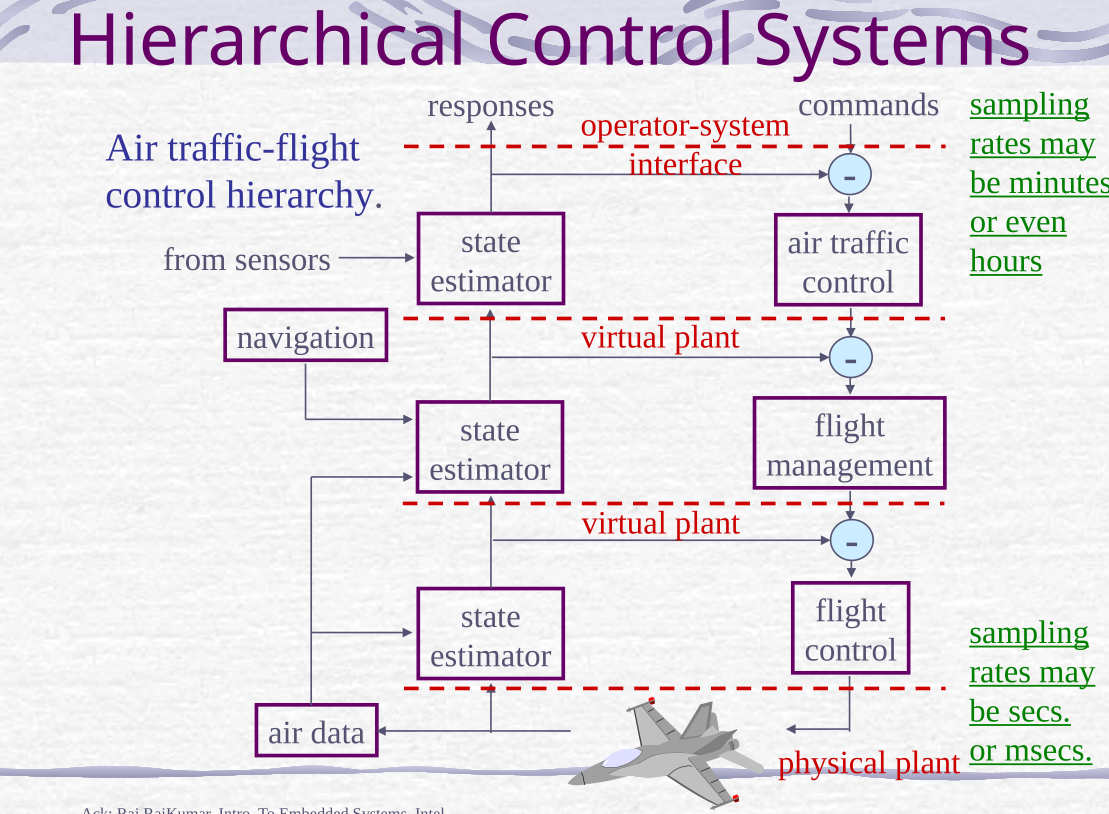 Hierarchical Control Systems
responses
commands
operator-system
interface
sampling
rates may
be minutes
or even
hours
Air traffic-flight
control hierarchy.
-
state
estimator
air traffic
control
from sensors
navigation
virtual plant
-
state
estimator
flight
management
virtual plant
-
state
estimator
flight
control
sampling
rates may
be secs.
or msecs.
air data
physical plant
Ack: Raj RajKumar, Intro. To Embedded Systems, Intel